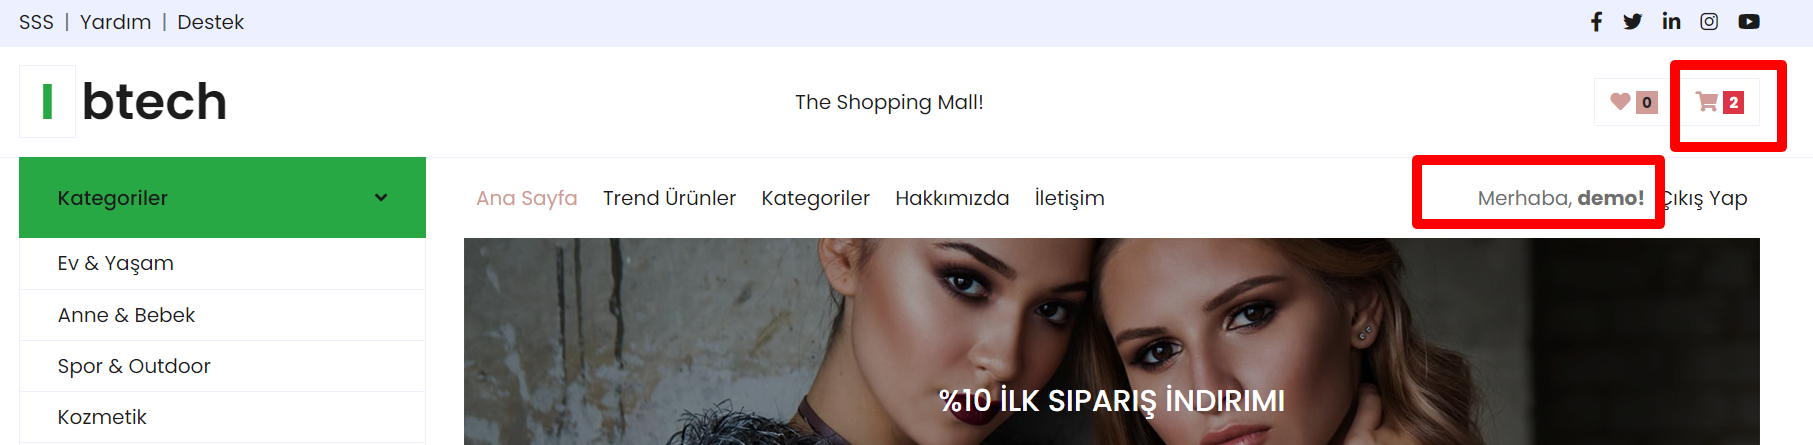 SSS | Yardım | Destek
I btech
The Shopping Mall!
0
2
Kategoriler
Ana Sayfa Trend Ürünler Kategoriler Hakkımızda İletişim
Merhaba, demo! Çıkış Yap
Ev & Yaşam
Anne & Bebek
Spor & Outdoor
Kozmetik
%10 İLK SIPARIŞ İNDIRIMI